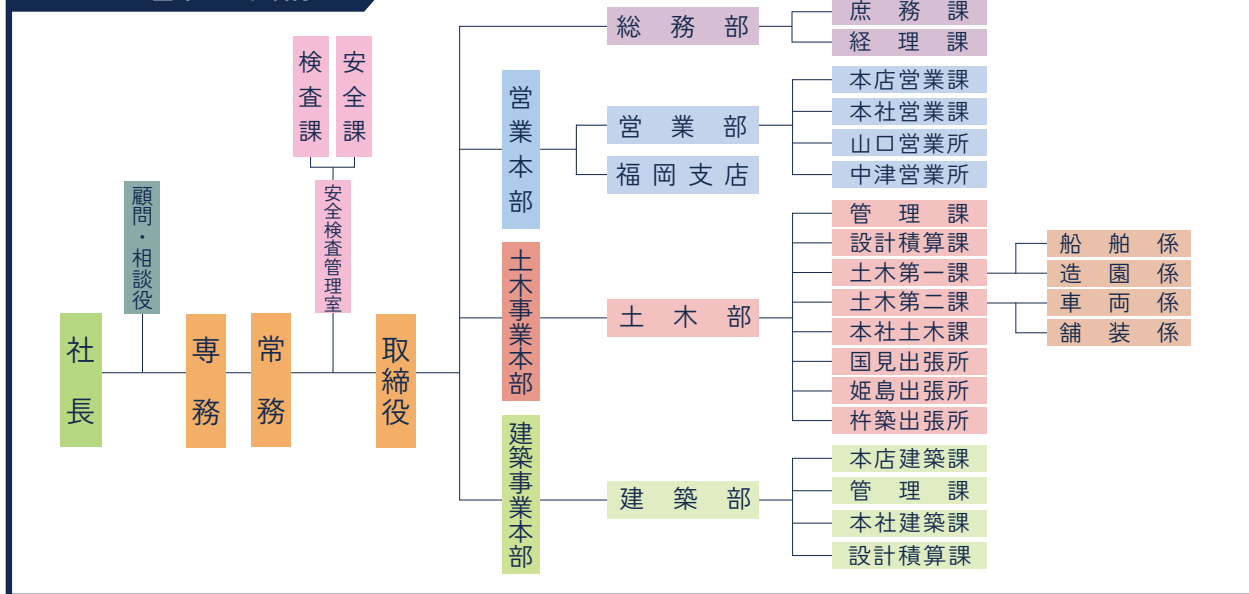 社長
顧問・相談役
専務
常務
検査課
安全課
安全検査管理室
取締役
総務部
庶務課
経理課
営業本部
営業部
福岡支店
本店営業課
本社営業課
山口営業所
中津営業所
土木事業本部
土木部
管理課
設計積算課
土木第一課
土木第二課
本社土木課
国見出張所
姫島出張所
杵築出張所
船舶係
造園係
車両係
舗装係
建築事業本部
建築部
本店建築課
管理課
本社建築課
設計積算課